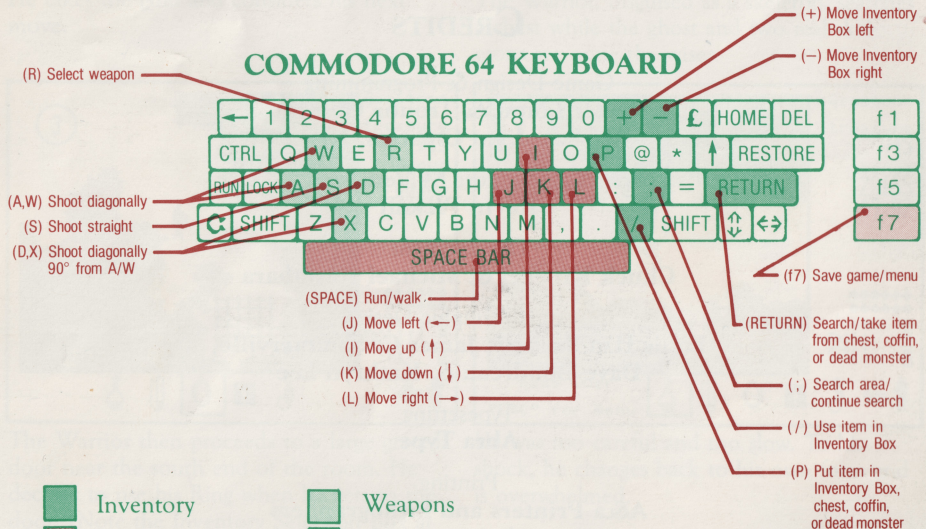 (+) Move Inventory
Box left
COMMODORE 64 KEYBOARD
(−) Move Inventory
Box right
(R) Select weapon
← 1 2 3 4 5 6 7 8 9 0 + − £ HOME DEL f1
CTRL Q W E R T Y U I O P @ * ↑ RESTORE f3
RUN LOCK A S D F G H J K L : ; = RETURN f5
C SHIFT Z X C V B N M , . / SHIFT ⇧⇩ ⇦⇨ f7
SPACE BAR
(A,W) Shoot diagonally
(S) Shoot straight
(D,X) Shoot diagonally
90° from A/W
(f7) Save game/menu
(SPACE) Run/walk
(J) Move left (←)
(I) Move up (↑)
(K) Move down (↓)
(L) Move right (→)
(RETURN) Search/take item
from chest, coffin,
or dead monster
(;) Search area/
continue search
(/) Use item in
Inventory Box
(P) Put item in
Inventory Box,
chest, coffin,
or dead monster
Inventory
Weapons